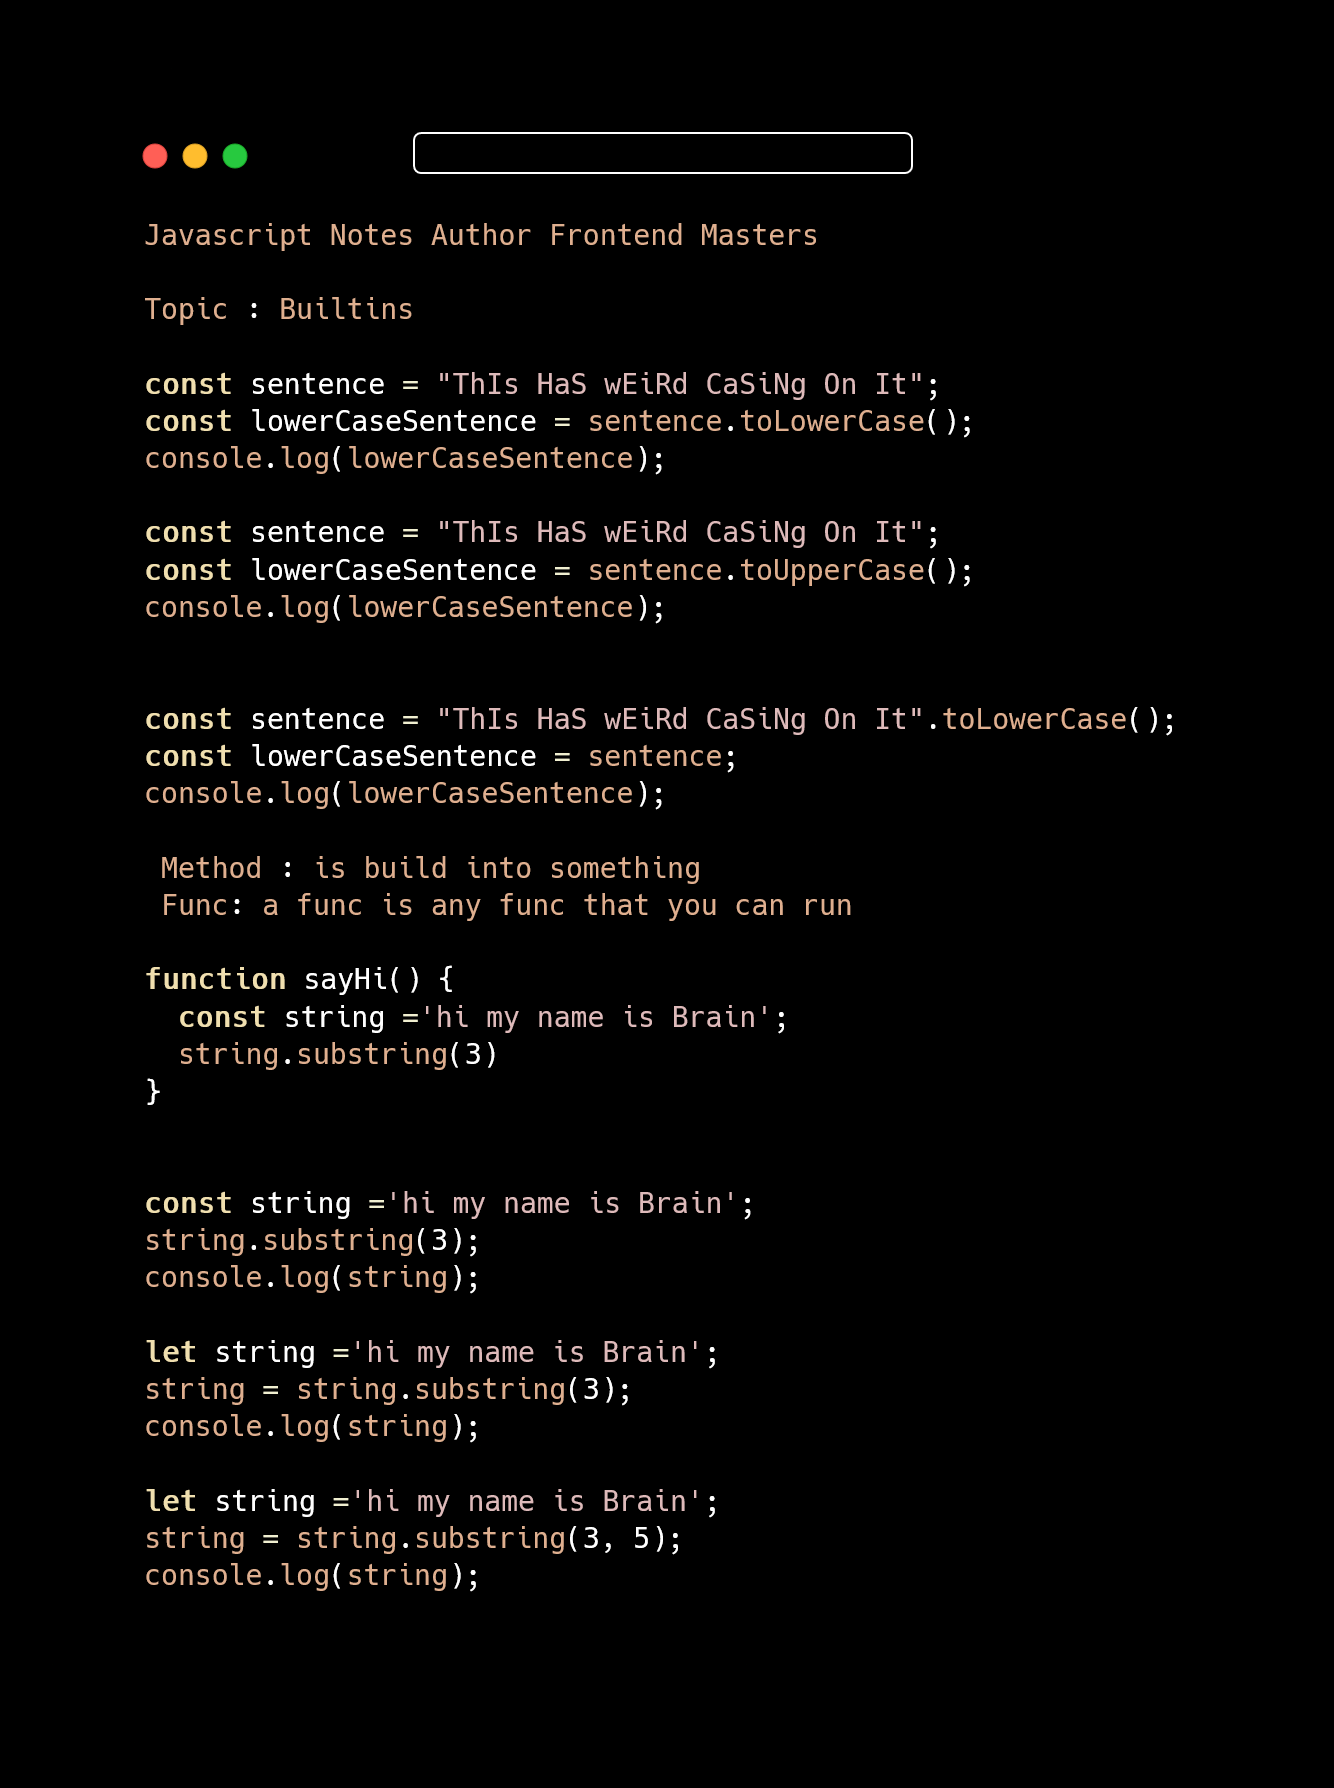 Javascript Notes Author Frontend Masters
Topic : Builtins
const sentence = "ThIs HaS wEiRd CaSiNg On It";
const lowerCaseSentence = sentence.toLowerCase();
console.log(lowerCaseSentence);
const sentence = "ThIs HaS wEiRd CaSiNg On It";
const lowerCaseSentence = sentence.toUpperCase();
console.log(lowerCaseSentence);
const sentence = "ThIs HaS wEiRd CaSiNg On It".toLowerCase();
const lowerCaseSentence = sentence;
console.log(lowerCaseSentence);
Method : is build into something
Func: a func is any func that you can run
function sayHi() {
const string ='hi my name is Brain';
string.substring(3)
}
const string ='hi my name is Brain';
string.substring(3);
console.log(string);
let string ='hi my name is Brain';
string = string.substring(3);
console.log(string);
let string ='hi my name is Brain';
string = string.substring(3, 5);
console.log(string);